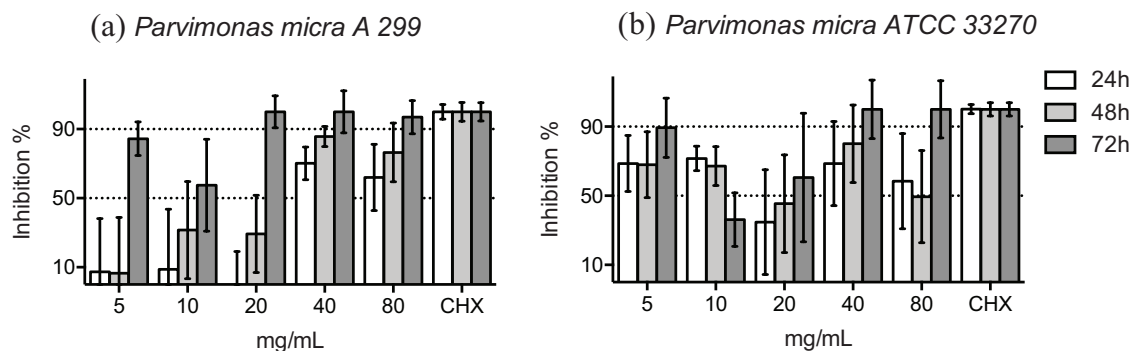 (a) Parvimonas micra A 299
Inhibition %
90
50
10
5 10 20 40 80 CHX
mg/mL
(b) Parvimonas micra ATCC 33270
Inhibition %
90
50
10
5 10 20 40 80 CHX
mg/mL
24h
48h
72h